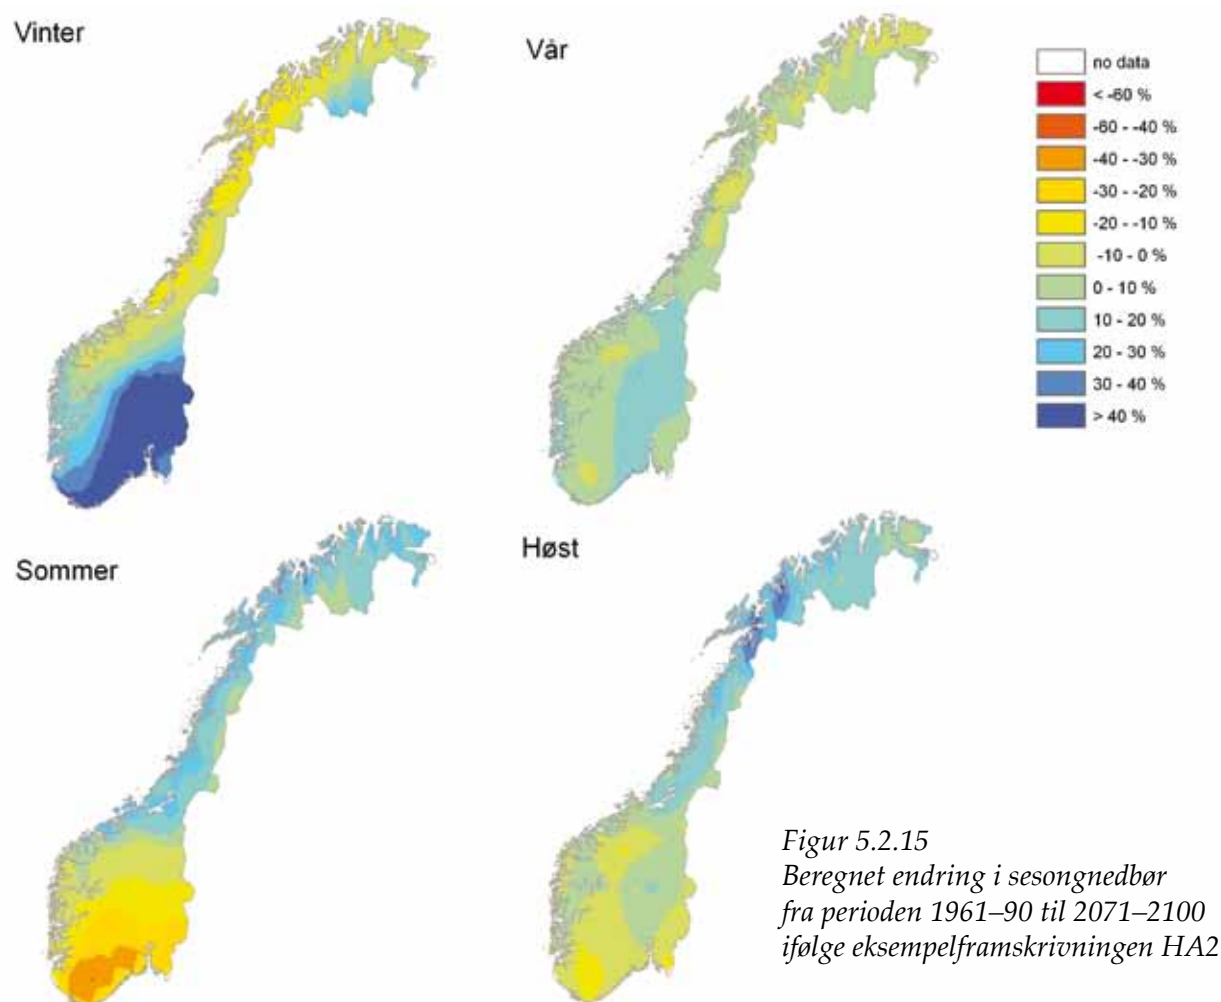 Vinter
Vår
no data
< -60 %
-60 - -40 %
-40 - -30 %
-30 - -20 %
-20 - -10 %
-10 - 0 %
0 - 10 %
10 - 20 %
20 - 30 %
30 - 40 %
> 40 %
Sommer
Høst
Figur 5.2.15
Beregnet endring i sesongnedbør
fra perioden 1961–90 til 2071–2100
ifølge eksempelframskrivningen HA2